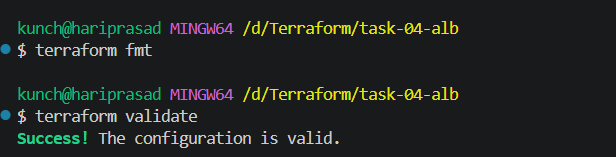 kunch@hariprasad MINGW64 /d/Terraform/task-04-alb
$ terraform fmt
kunch@hariprasad MINGW64 /d/Terraform/task-04-alb
$ terraform validate
Success! The configuration is valid.